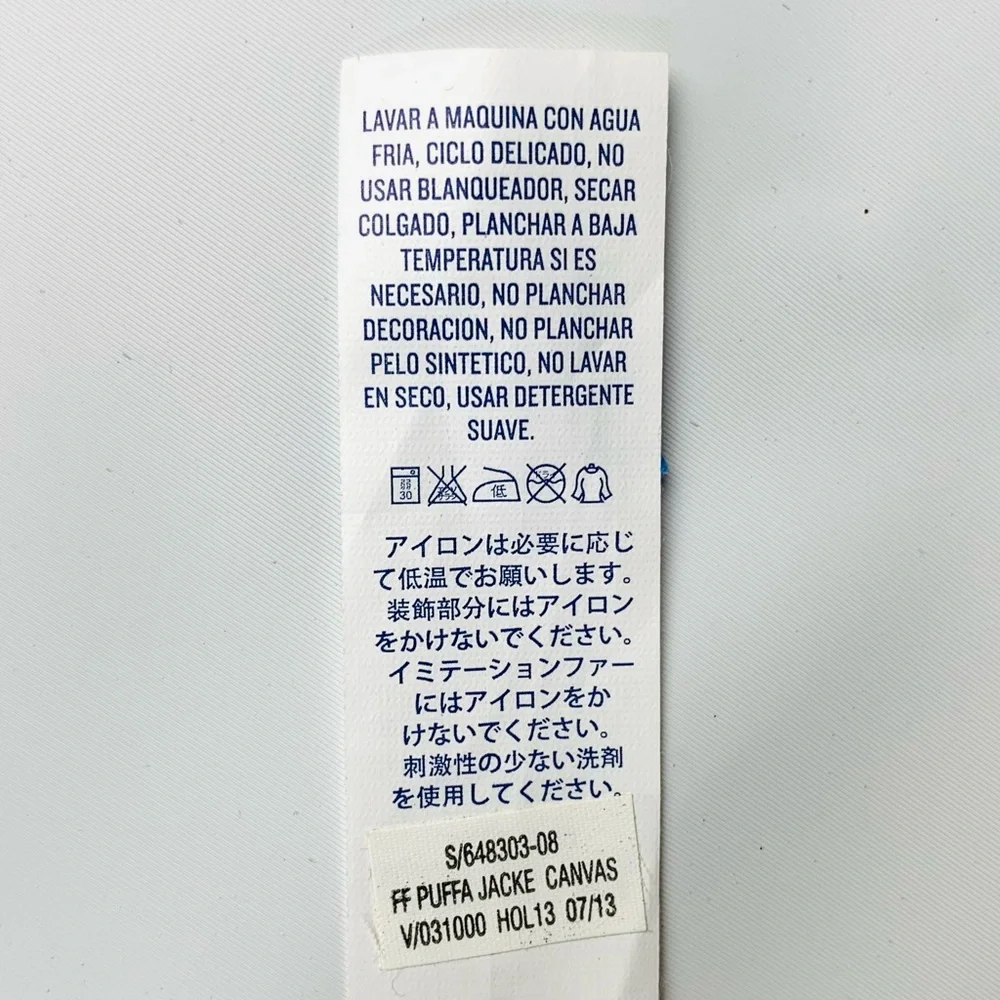 LAVAR A MAQUINA CON AGUA
FRIA, CICLO DELICADO, NO
USAR BLANQUEADOR, SECAR
COLGADO, PLANCHAR A BAJA
TEMPERATURA SI ES
NECESARIO, NO PLANCHAR
DECORACION, NO PLANCHAR
PELO SINTETICO, NO LAVAR
EN SECO, USAR DETERGENTE
SUAVE.
30 低
アイロンは必要に応じ
て低温でお願いします。
装飾部分にはアイロン
をかけないでください。
イミテーションファー
にはアイロンをか
けないでください。
刺激性の少ない洗剤
を使用してください。
S/648303-08
FF PUFFA JACKE CANVAS
V/031000 HOL13 07/13